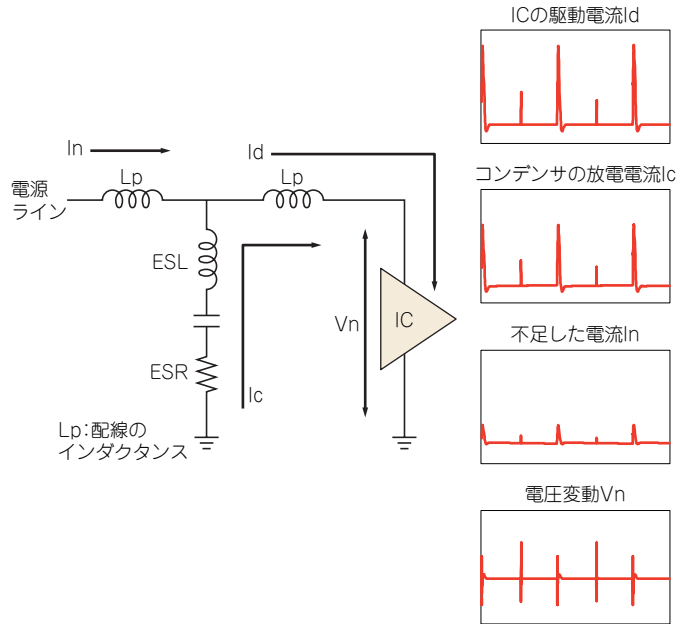 ICの駆動電流Id
In
Id
Lp
Lp
電源
ライン
コンデンサの放電電流Ic
ESL
Vn
IC
ESR
Ic
不足した電流In
Lp:配線の
インダクタンス
電圧変動Vn